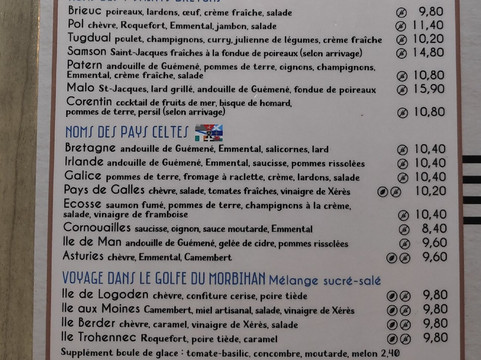 Brieuc poireaux, lardons, œuf, crème fraîche, salade 9,80
Pol chèvre, Roquefort, Emmental, jambon, salade 11,40
Tugdual poulet, champignons, curry, julienne de légumes, crème fraîche 10,20
Samson Saint-Jacques fraîches à la fondue de poireaux (selon arrivage) 14,80
Patern andouille de Guémené, pommes de terre, oignons, champignons,
Emmental, crème fraîche, salade 10,80
Malo St-Jacques, lard grillé, andouille de Guémené, fondue de poireaux 15,90
Corentin cocktail de fruits de mer, bisque de homard,
pommes de terre, persil (selon arrivage) 10,80
NOMS DES PAYS CELTES
Bretagne andouille de Guémené, Emmental, salicornes, lard 10,40
Irlande andouille de Guémené, Emmental, saucisse, pommes rissolées 10,40
Galice pommes de terre, fromage à raclette, crème, lardons, salade 10,40
Pays de Galles chèvre, salade, tomates fraîches, vinaigre de Xérès 10,20
Ecosse saumon fumé, pommes de terre, champignons à la crème,
salade, vinaigre de framboise 10,40
Cornouailles saucisse, oignon, sauce moutarde, Emmental 8,40
Ile de Man andouille de Guémené, gelée de cidre, pommes rissolées 9,60
Asturies chèvre, Emmental, Camembert 9,60
VOYAGE DANS LE GOLFE DU MORBIHAN Mélange sucré-salé
Ile de Logoden chèvre, confiture cerise, poire tiède 9,80
Ile aux Moines Camembert, miel artisanal, salade, vinaigre de Xérès 9,80
Ile Berder chèvre, caramel, vinaigre de Xérès, salade 9,80
Ile Trohennec Roquefort, poire tiède, caramel 9,80
Supplément boule de glace : tomate-basilic, concombre, moutarde, melon 2,40